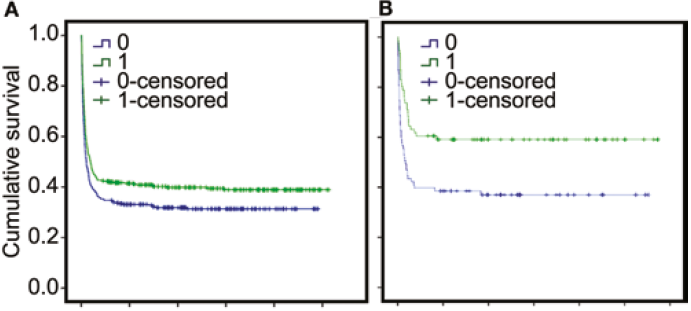 A
B
Cumulative survival
1.0
0.8
0.6
0.4
0.2
0.0
0
1
0-censored
1-censored
0
1
0-censored
1-censored